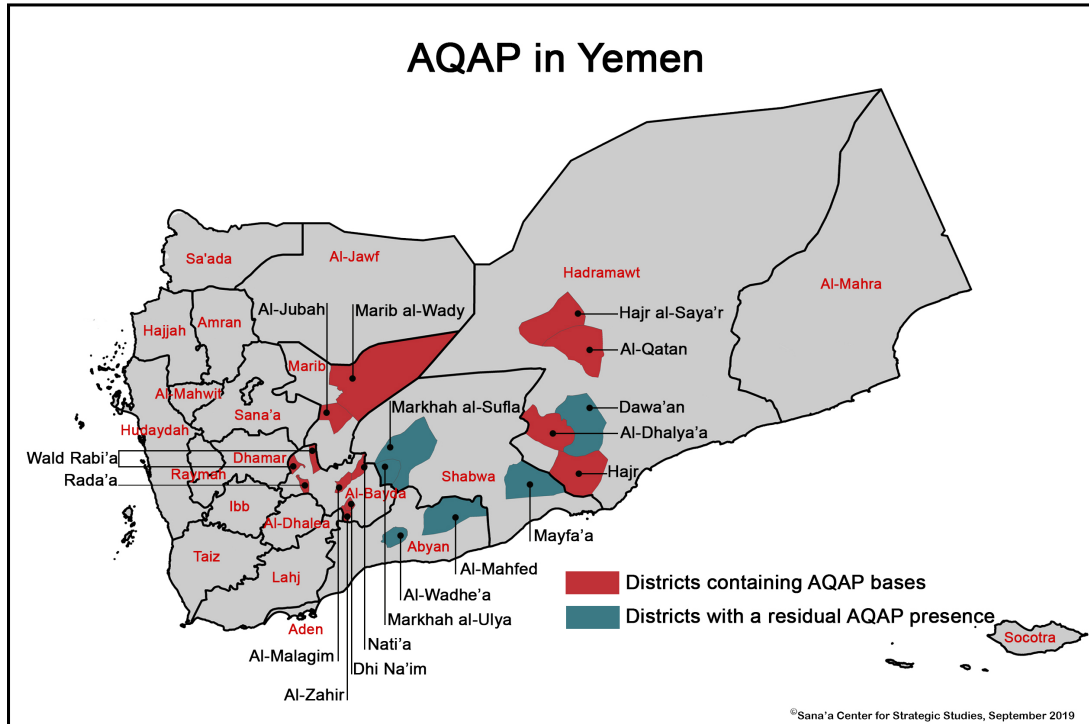 AQAP in Yemen
Sa'ada
Al-Jawf
Hadramawt
Al-Mahra
Al-Jubah
Marib al-Wady
Hajr al-Saya'r
Hajjah
Amran
Al-Qatan
Marib
Al-Mahwit
Sana'a
Markhah al-Sufla
Dawa'an
Hudaydah
Al-Dhalya'a
Wald Rabi'a
Dhamar
Raymah
Rada'a
Hajr
Shabwa
Al-Bayda
Ibb
Al-Dhalea
Mayfa'a
Abyan
Taiz
Al-Mahfed
Lahj
Al-Wadhe'a
Markhah al-Ulya
Aden
Nati'a
Al-Malagim
Dhi Na'im
Al-Zahir
Districts containing AQAP bases
Districts with a residual AQAP presence
Socotra
©Sana'a Center for Strategic Studies, September 2019